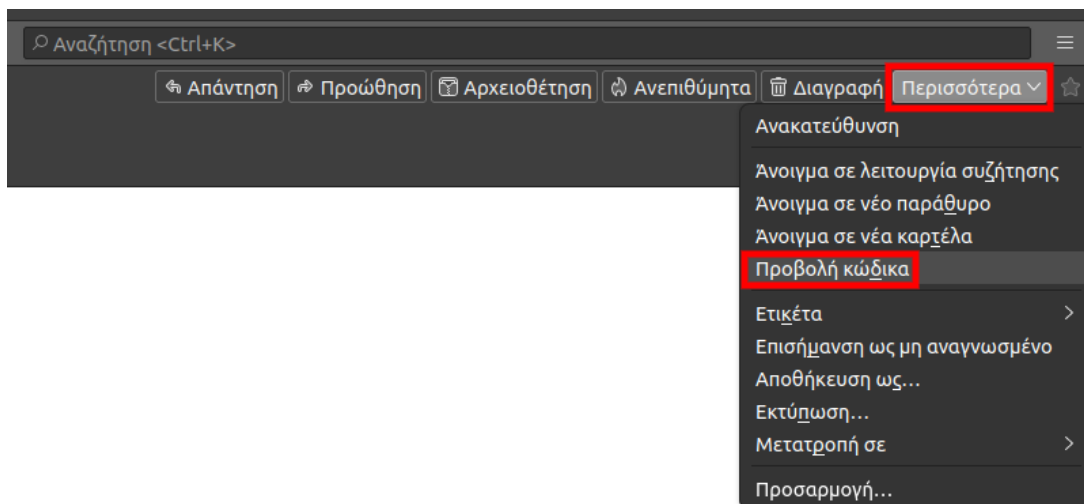 Αναζήτηση <Ctrl+K>
Απάντηση Προώθηση Αρχειοθέτηση Ανεπιθύμητα Διαγραφή Περισσότερα
Ανακατεύθυνση
Άνοιγμα σε λειτουργία συζήτησης
Άνοιγμα σε νέο παράθυρο
Άνοιγμα σε νέα καρτέλα
Προβολή κώδικα
Ετικέτα
Επισήμανση ως μη αναγνωσμένο
Αποθήκευση ως…
Εκτύπωση…
Μετατροπή σε
Προσαρμογή…